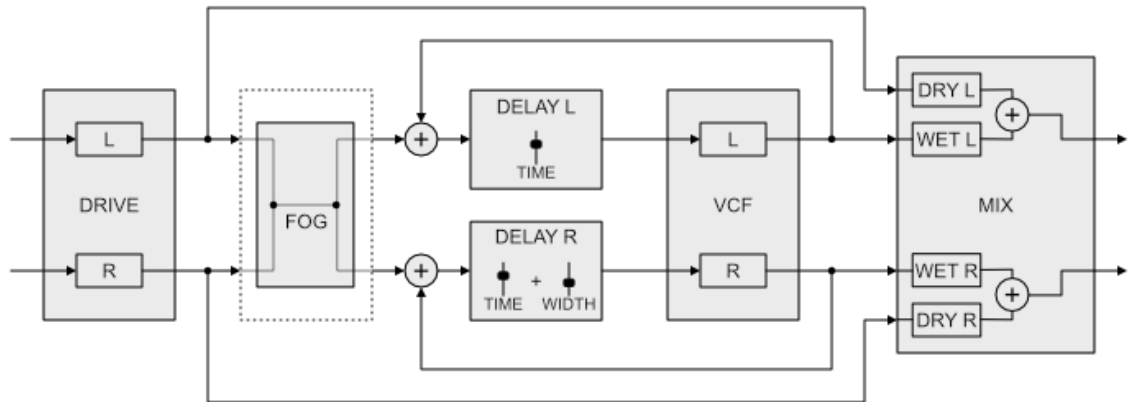 DRIVE
L
R
FOG
DELAY L
TIME
DELAY R
TIME + WIDTH
VCF
L
R
MIX
DRY L
WET L
WET R
DRY R
+
+
+
+